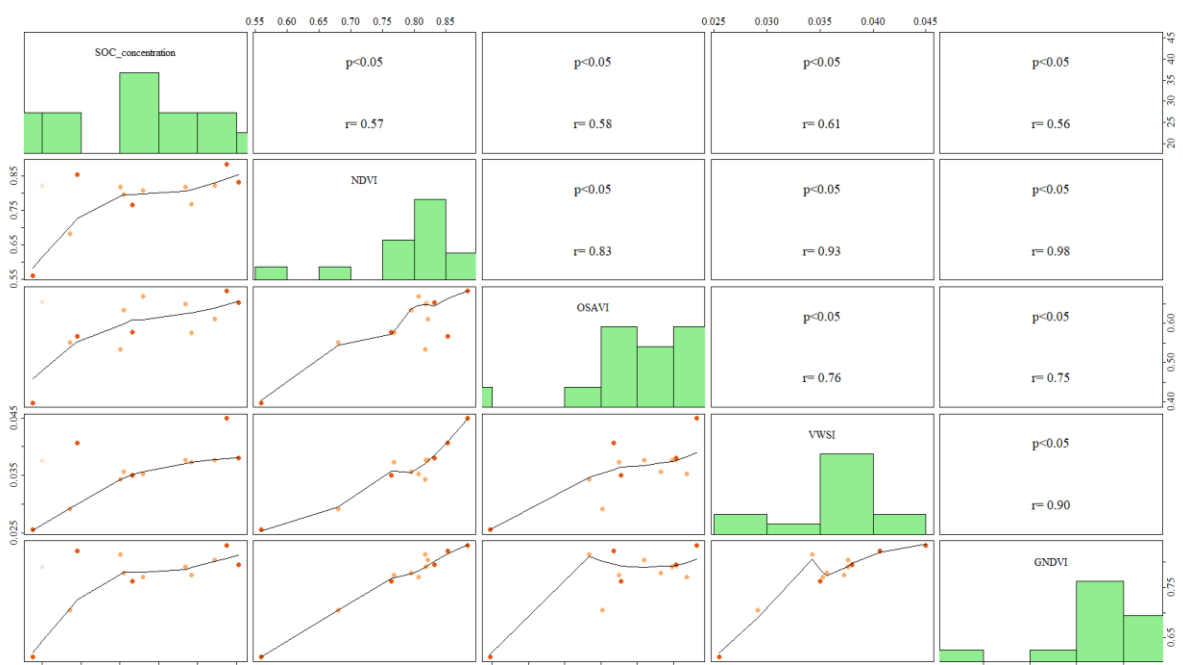 0.55 0.60 0.65 0.70 0.75 0.80 0.85
0.025 0.030 0.035 0.040 0.045
SOC_concentration
p<0.05
r= 0.57
p<0.05
r= 0.58
p<0.05
r= 0.61
p<0.05
r= 0.56
20 25 30 35 40 45
0.55 0.65 0.75 0.85
NDVI
p<0.05
r= 0.83
p<0.05
r= 0.93
p<0.05
r= 0.98
OSAVI
p<0.05
r= 0.76
p<0.05
r= 0.75
0.40 0.50 0.60
0.025 0.035 0.045
VWSI
p<0.05
r= 0.90
GNDVI
0.65 0.75